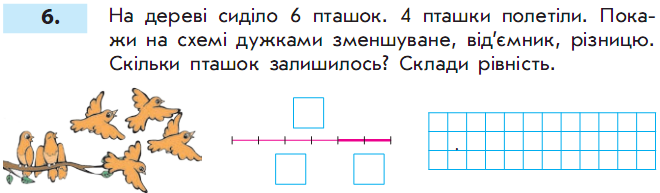 6. На дереві сиділо 6 пташок. 4 пташки полетіли. Пока-
жи на схемі дужками зменшуване, від'ємник, різницю.
Скільки пташок залишилось? Склади рівність.